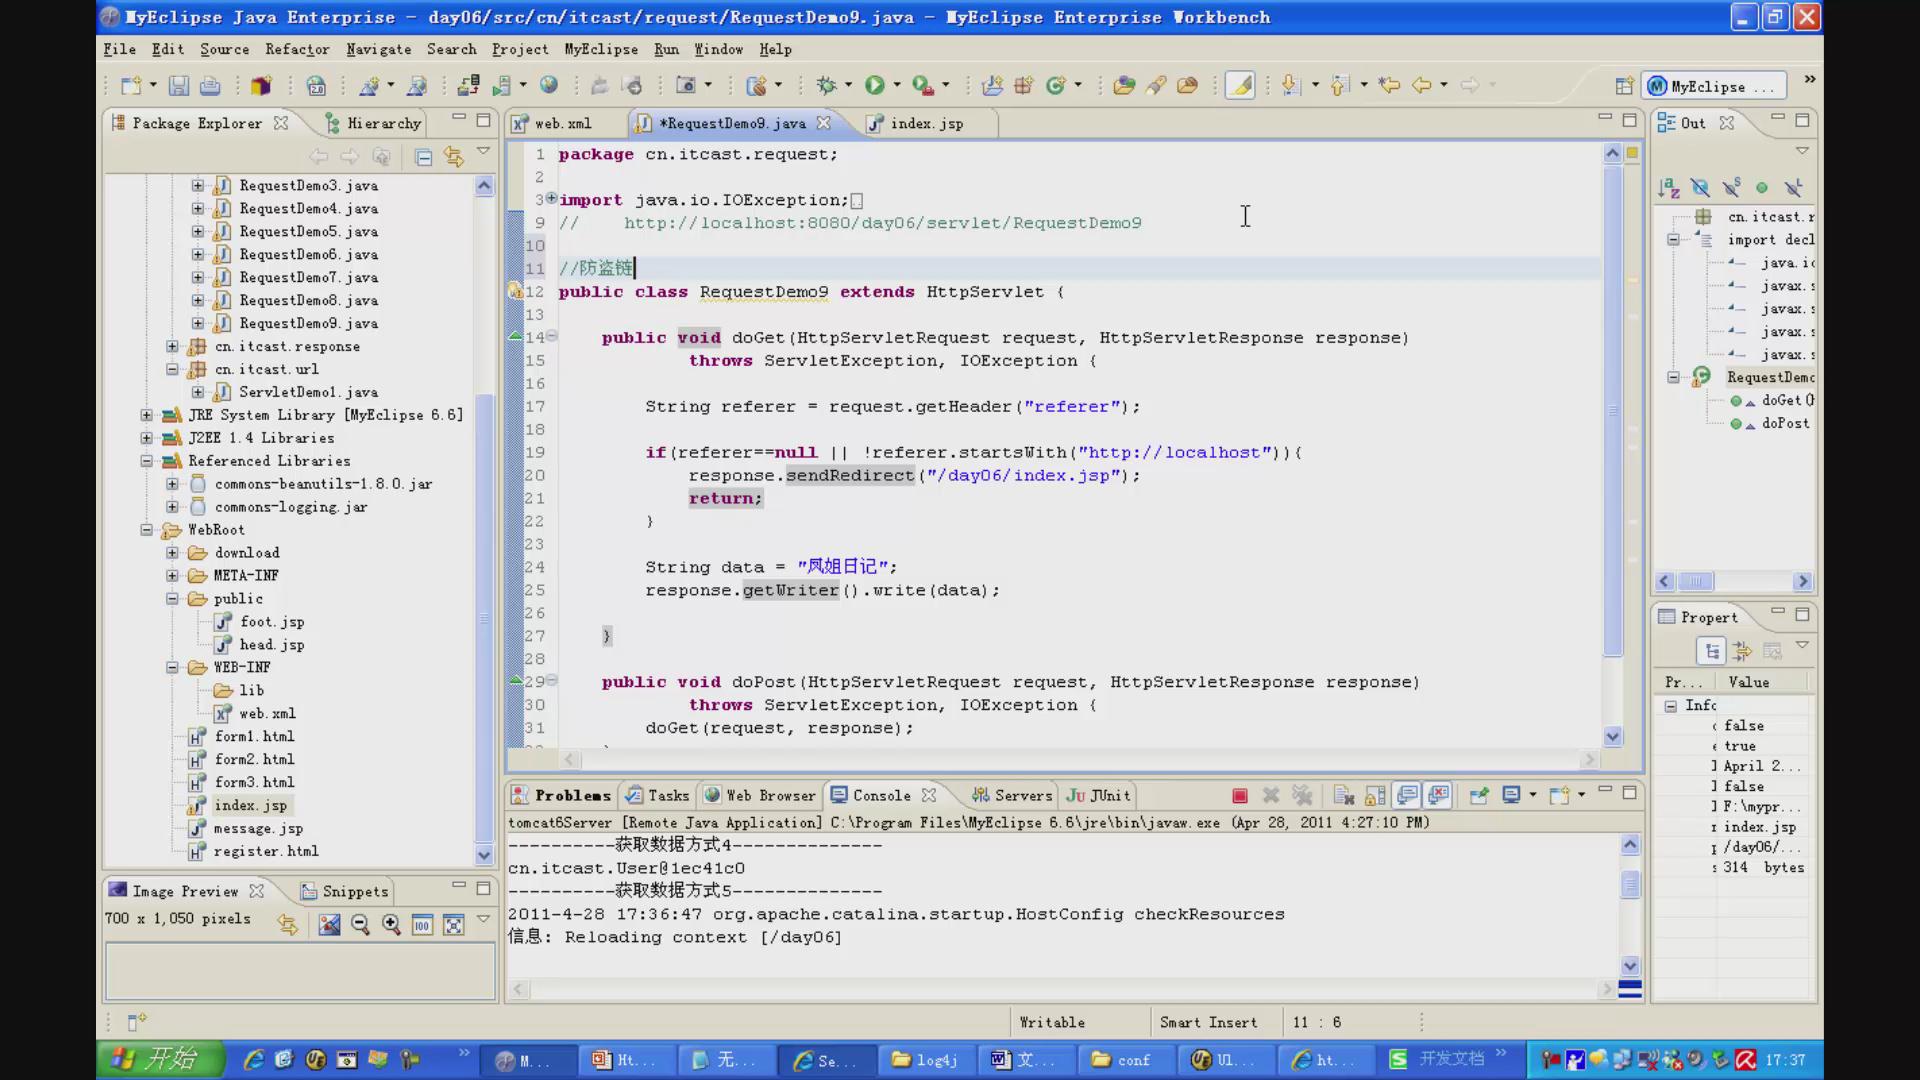 MyEclipse Java Enterprise - day06/src/cn/itcast/request/RequestDemo9.java - MyEclipse Enterprise Workbench
File Edit Source Refactor Navigate Search Project MyEclipse Run Window Help
MyEclipse ...
Package Explorer
Hierarchy
RequestDemo3.java
RequestDemo4.java
RequestDemo5.java
RequestDemo6.java
RequestDemo7.java
RequestDemo8.java
RequestDemo9.java
cn.itcast.response
cn.itcast.url
ServletDemo1.java
JRE System Library [MyEclipse 6.6]
J2EE 1.4 Libraries
Referenced Libraries
commons-beanutils-1.8.0.jar
commons-logging.jar
WebRoot
download
META-INF
public
foot.jsp
head.jsp
WEB-INF
lib
web.xml
form1.html
form2.html
form3.html
index.jsp
message.jsp
register.html
Image Preview
Snippets
700 x 1,050 pixels
web.xml
*RequestDemo9.java
index.jsp
1 package cn.itcast.request;
2
3 import java.io.IOException;
9 // http://localhost:8080/day06/servlet/RequestDemo9
10
11 //防盗链
12 public class RequestDemo9 extends HttpServlet {
13
14 public void doGet(HttpServletRequest request, HttpServletResponse response)
15 throws ServletException, IOException {
16
17 String referer = request.getHeader("referer");
18
19 if(referer==null || !referer.startsWith("http://localhost")){
20 response.sendRedirect("/day06/index.jsp");
21 return;
22 }
23
24 String data = "凤姐日记";
25 response.getWriter().write(data);
26
27 }
28
29 public void doPost(HttpServletRequest request, HttpServletResponse response)
30 throws ServletException, IOException {
31 doGet(request, response);
Problems
Tasks
Web Browser
Console
Servers
JUnit
tomcat6Server [Remote Java Application] C:\Program Files\MyEclipse 6.6\jre\bin\javaw.exe (Apr 28, 2011 4:27:10 PM)
----------获取数据方式4--------------
cn.itcast.User@1ec41c0
----------获取数据方式5--------------
2011-4-28 17:36:47 org.apache.catalina.startup.HostConfig checkResources
信息: Reloading context [/day06]
Out
cn.itcast.r
import decl
java.io
javax.s
javax.s
javax.s
javax.s
RequestDemo
doGet(H
doPost
Propert
Pr... Value
Info
false
true
April 2...
false
F:\mypr...
index.jsp
/day06/...
314 bytes
Writable
Smart Insert
11 : 6
开始
M...
Ht...
无...
Se...
log4j
文...
conf
Ul...
ht...
开发文档
17:37